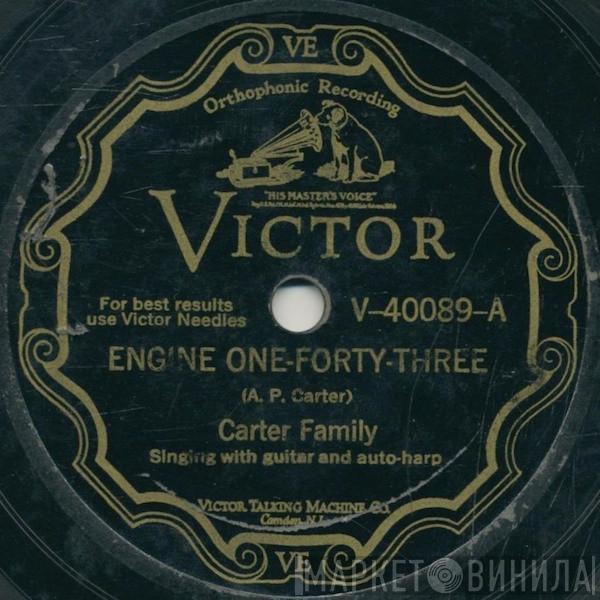 VE
Orthophonic Recording
"HIS MASTER'S VOICE"
VICTOR
For best results
use Victor Needles
V-40089-A
ENGINE ONE-FORTY-THREE
(A. P. Carter)
Carter Family
Singing with guitar and auto-harp
VICTOR TALKING MACHINE CO.
Camden, N.J.
VE
МАРКЕТ ВИНИЛА